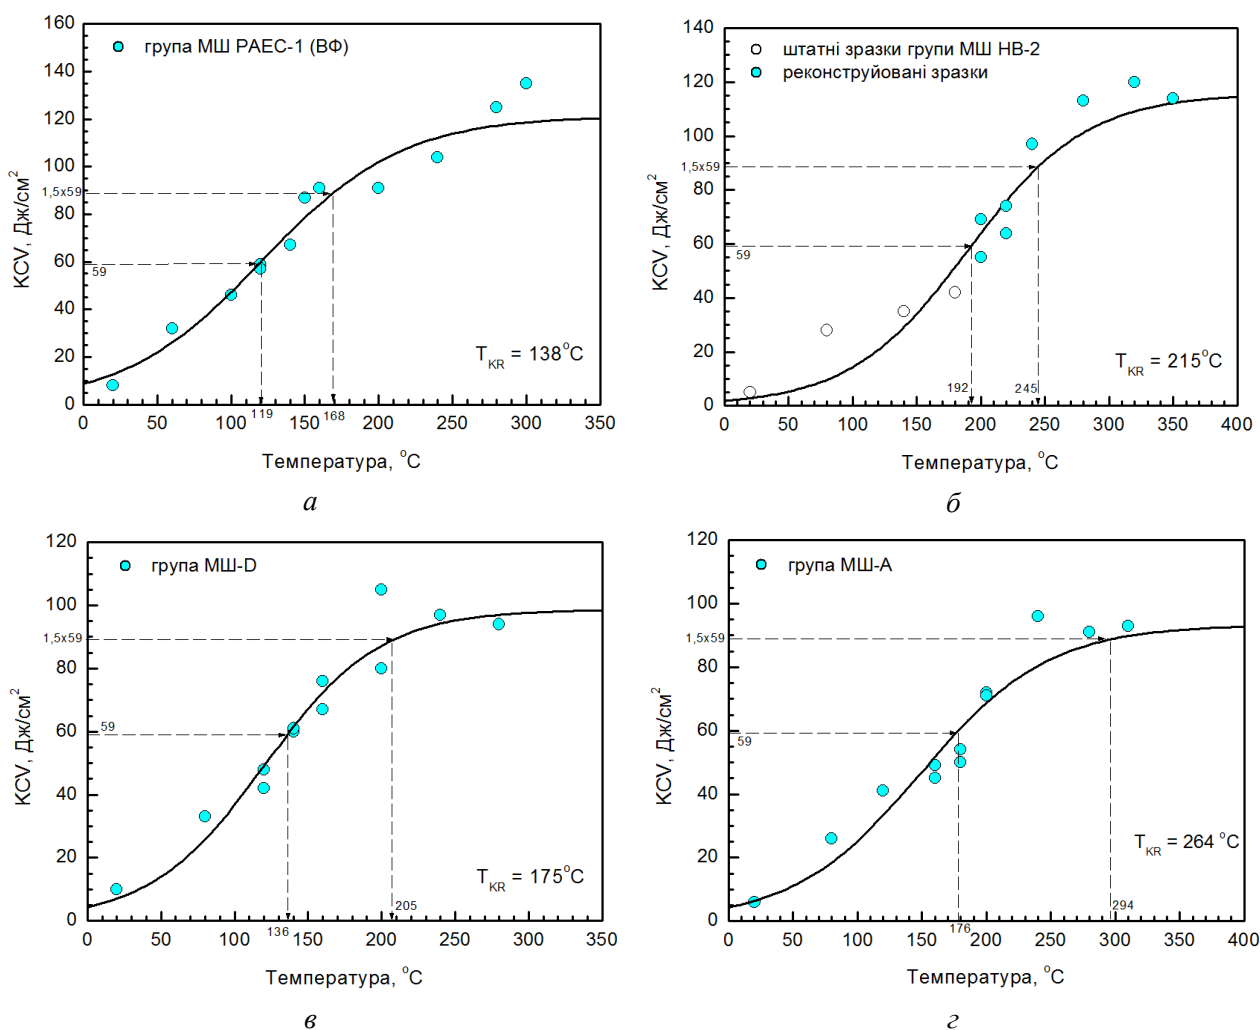 160
140
120
100
80
60
40
20
0
KCV, Дж/см²
група МШ РАЕС-1 (ВФ)
1,5x59
59
T_KR = 138°C
119
168
0 50 100 150 200 250 300 350
Температура, °C
а
140
120
100
80
60
40
20
0
KCV, Дж/см²
штатні зразки групи МШ НВ-2
реконструйовані зразки
1,5x59
59
T_KR = 215°C
192
245
0 50 100 150 200 250 300 350 400
Температура, °C
б
120
100
80
60
40
20
0
KCV, Дж/см²
група МШ-D
1,5x59
59
T_KR = 175°C
136
205
0 50 100 150 200 250 300 350
Температура, °C
в
120
100
80
60
40
20
0
KCV, Дж/см²
група МШ-А
1,5x59
59
T_KR = 264 °C
176
294
0 50 100 150 200 250 300 350 400
Температура, °C
г